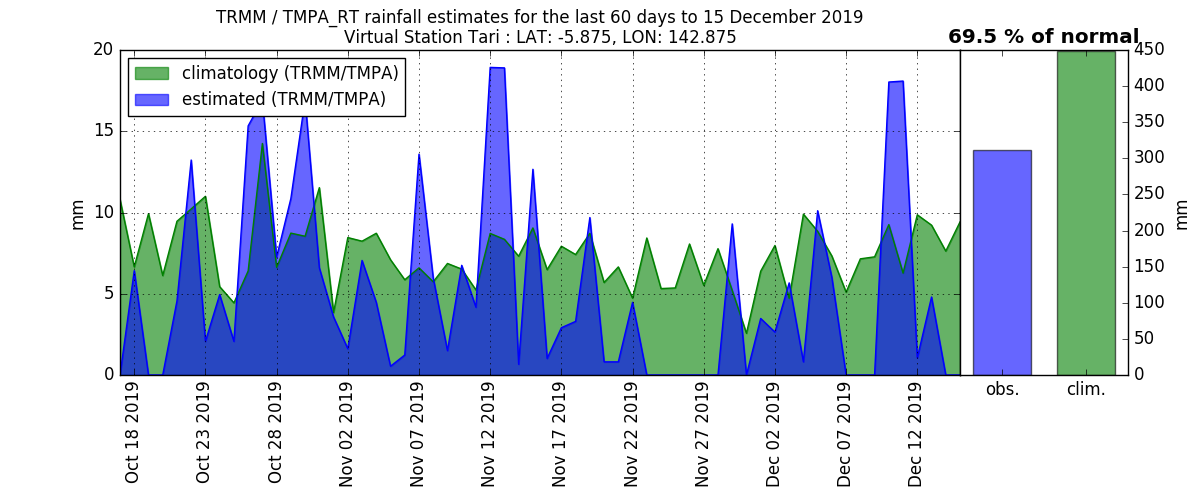 TRMM / TMPA_RT rainfall estimates for the last 60 days to 15 December 2019
Virtual Station Tari : LAT: -5.875, LON: 142.875
69.5 % of normal
climatology (TRMM/TMPA)
estimated (TRMM/TMPA)
mm
20
15
10
5
0
Oct 18 2019
Oct 23 2019
Oct 28 2019
Nov 02 2019
Nov 07 2019
Nov 12 2019
Nov 17 2019
Nov 22 2019
Nov 27 2019
Dec 02 2019
Dec 07 2019
Dec 12 2019
obs.
clim.
450
400
350
300
250
200
150
100
50
0
mm